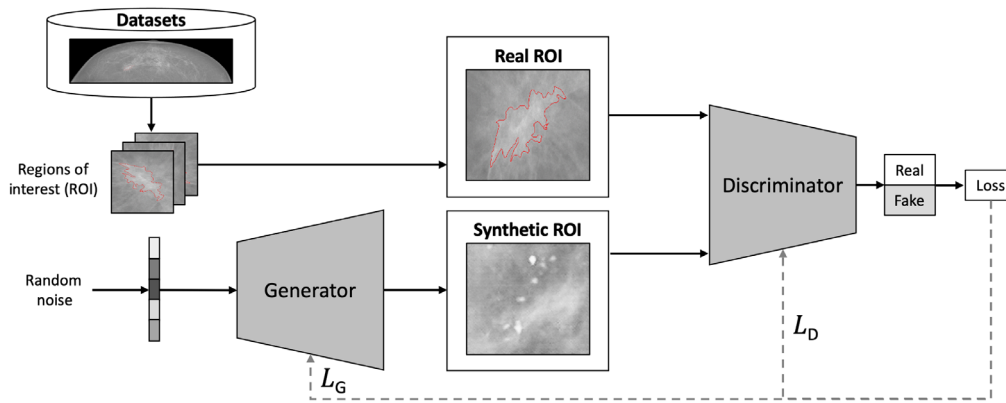 Datasets
Real ROI
Regions of
interest (ROI)
Discriminator
Real
Fake
Loss
Synthetic ROI
Random
noise
Generator
L_D
L_G